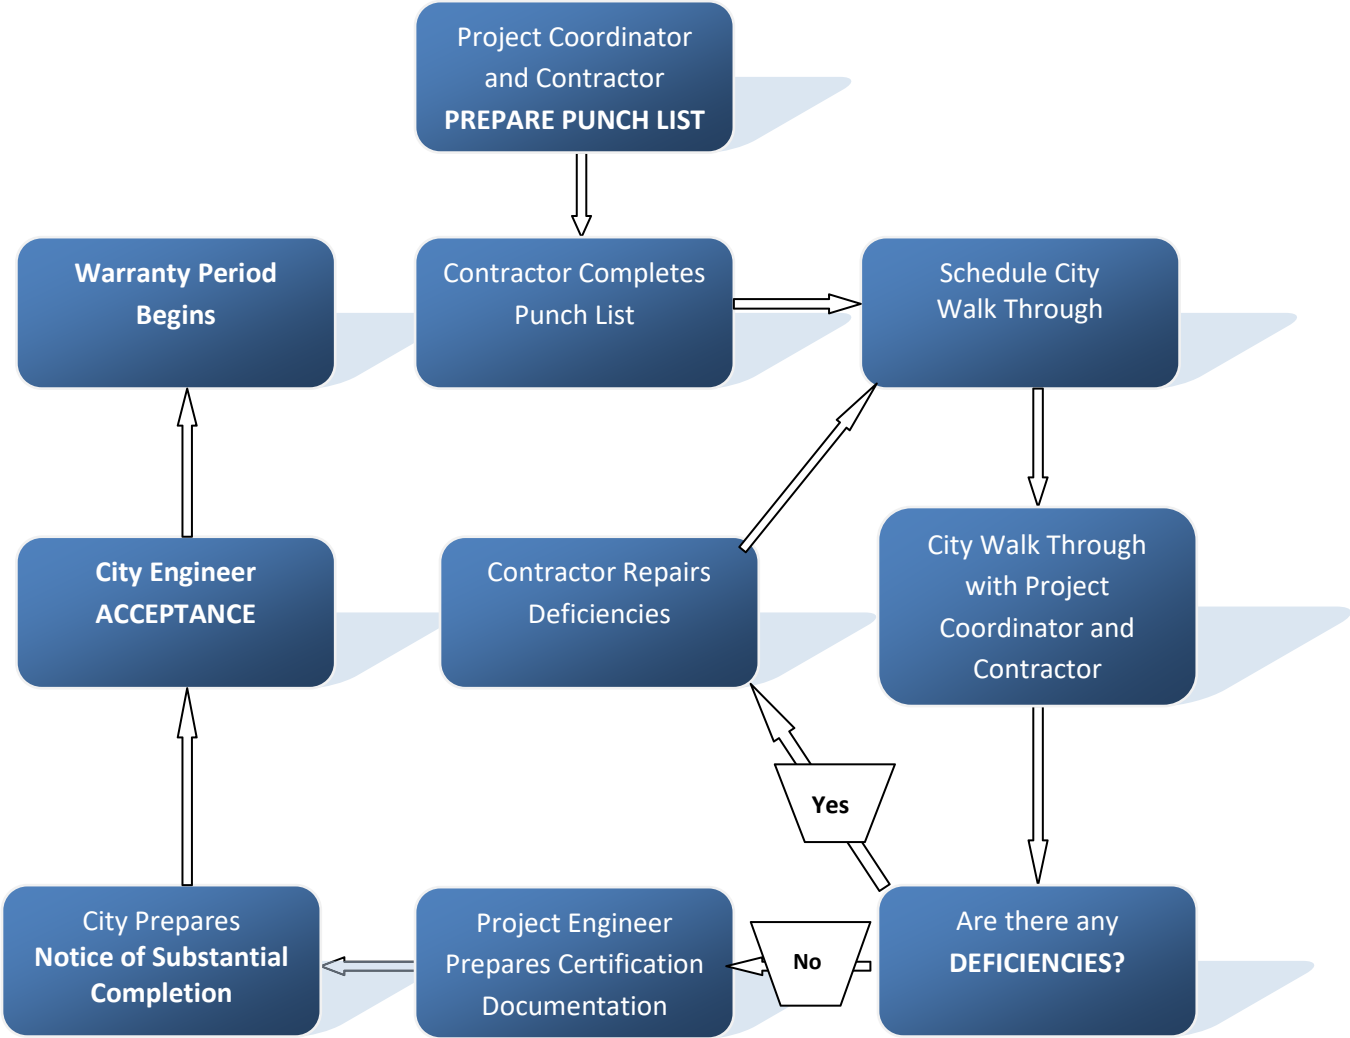 Project Coordinator
and Contractor
PREPARE PUNCH LIST
Warranty Period
Begins
Contractor Completes
Punch List
Schedule City
Walk Through
City Engineer
ACCEPTANCE
Contractor Repairs
Deficiencies
City Walk Through
with Project
Coordinator and
Contractor
Yes
City Prepares
Notice of Substantial
Completion
Project Engineer
Prepares Certification
Documentation
No
Are there any
DEFICIENCIES?